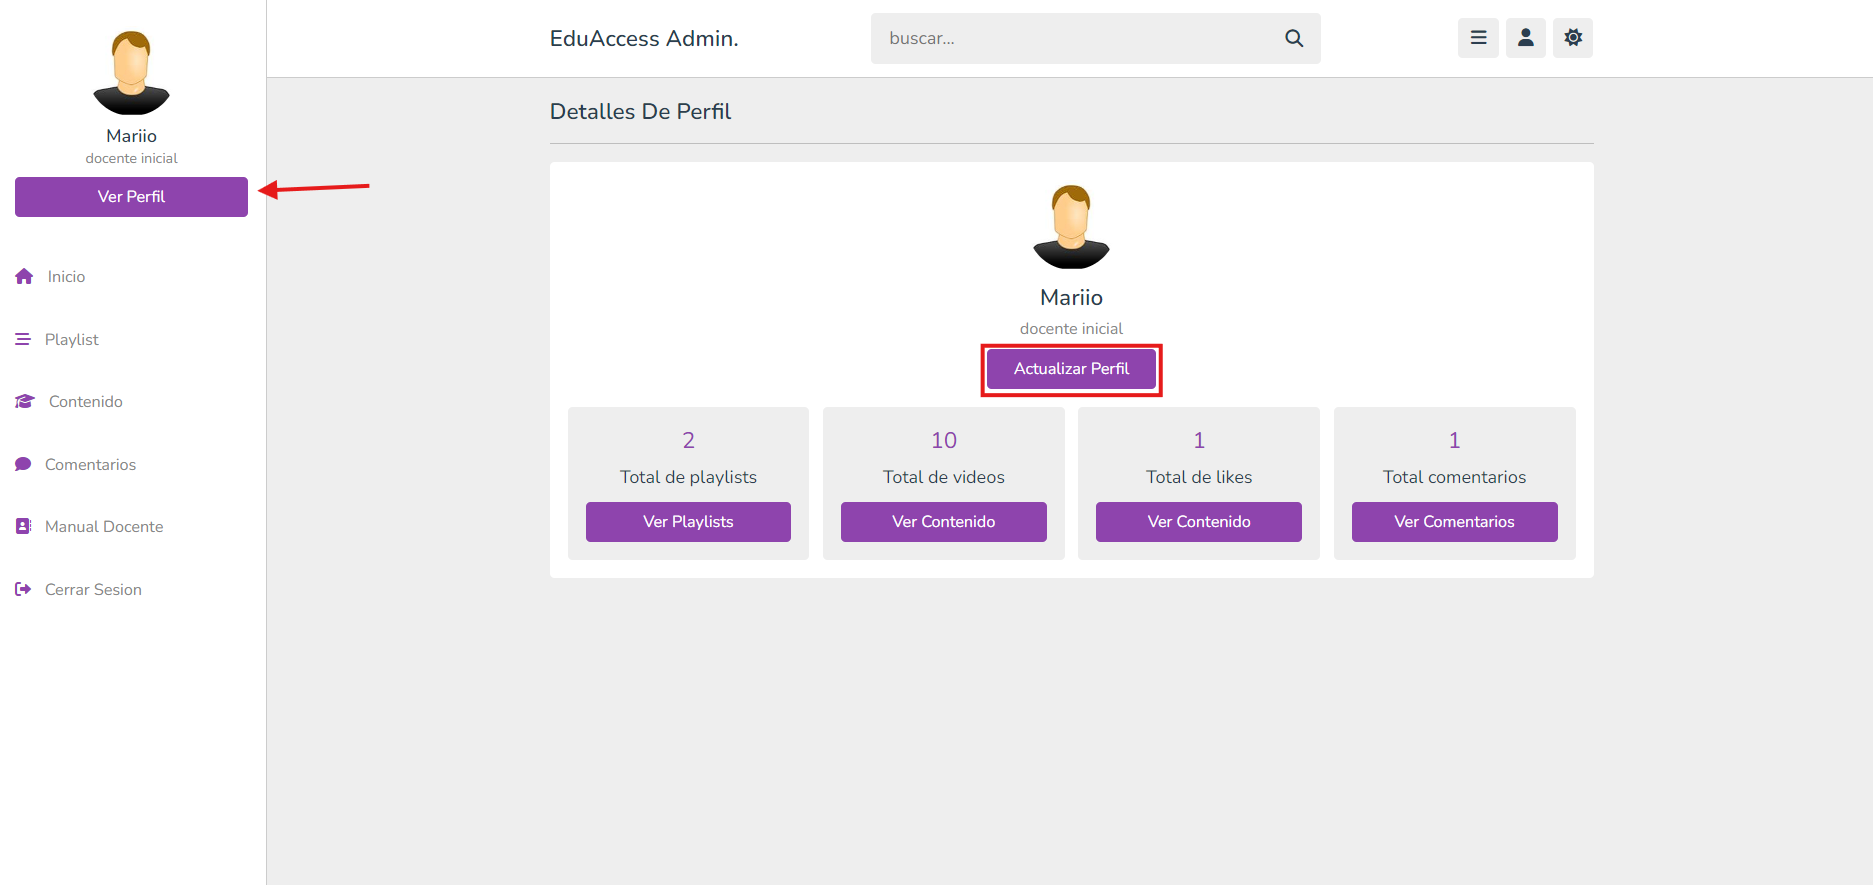 Mariio
docente inicial
Ver Perfil
Inicio
Playlist
Contenido
Comentarios
Manual Docente
Cerrar Sesion
EduAccess Admin.
buscar...
Detalles De Perfil
Mariio
docente inicial
Actualizar Perfil
2
Total de playlists
Ver Playlists
10
Total de videos
Ver Contenido
1
Total de likes
Ver Contenido
1
Total comentarios
Ver Comentarios